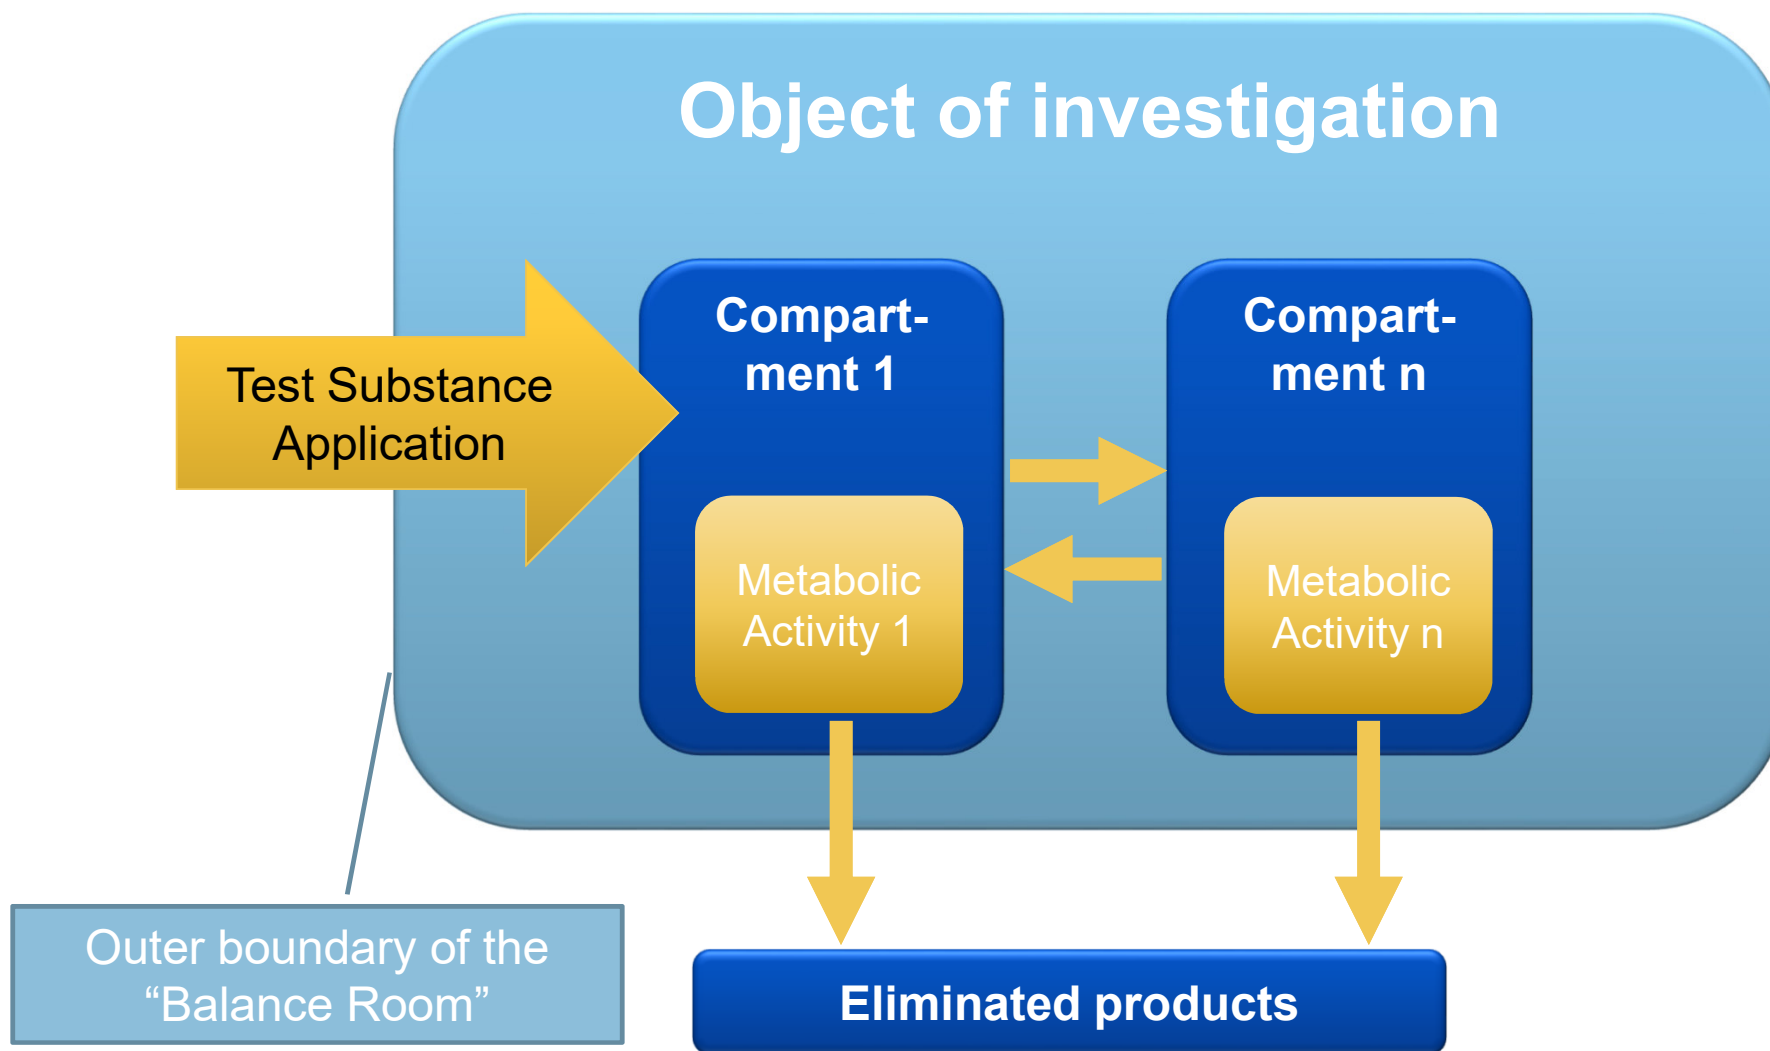 Object of investigation
Test Substance
Application
Compart-
ment 1
Compart-
ment n
Metabolic
Activity 1
Metabolic
Activity n
Outer boundary of the
“Balance Room”
Eliminated products